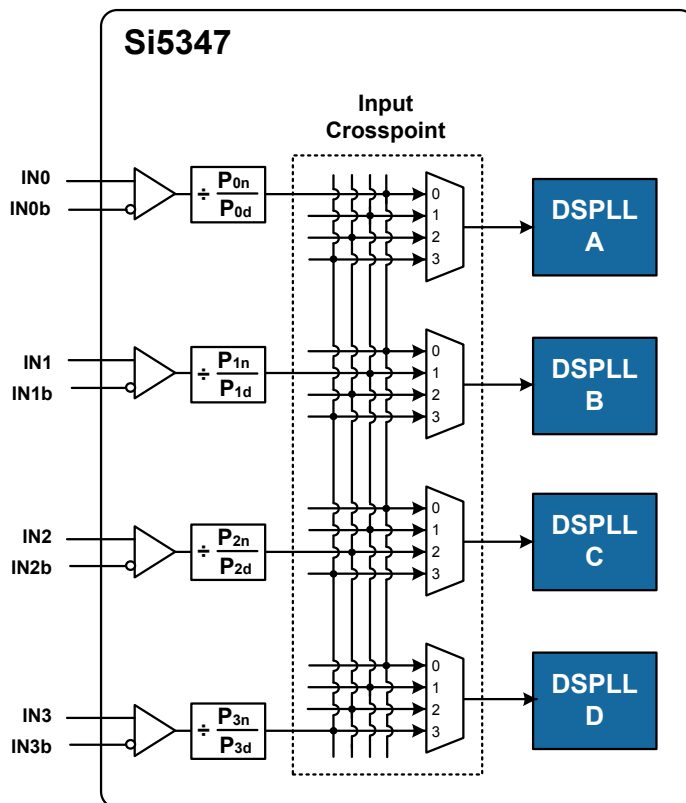 Si5347
Input
Crosspoint
IN0
IN0b
÷ P0n
P0d
0
1
2
3
DSPLL
A
IN1
IN1b
÷ P1n
P1d
0
1
2
3
DSPLL
B
IN2
IN2b
÷ P2n
P2d
0
1
2
3
DSPLL
C
IN3
IN3b
÷ P3n
P3d
0
1
2
3
DSPLL
D